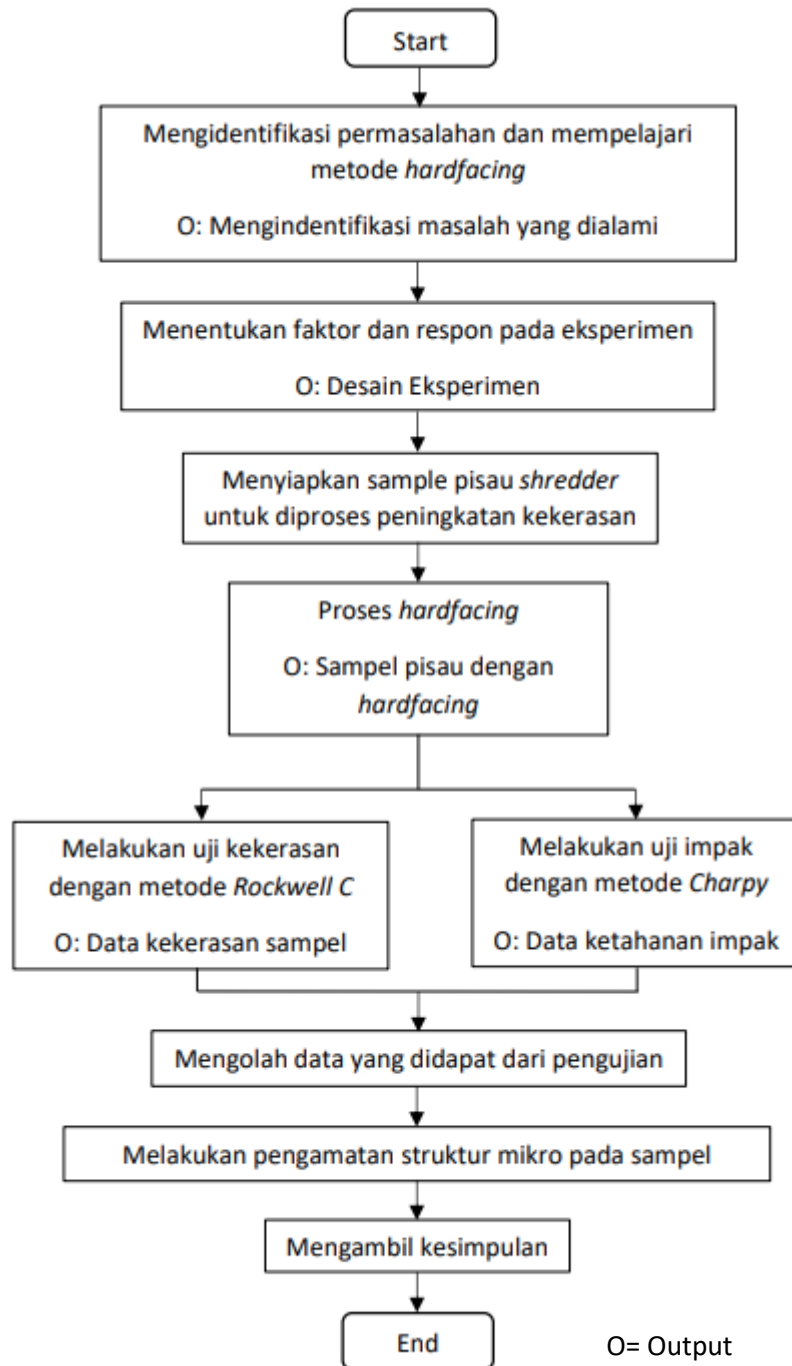 Start
Mengidentifikasi permasalahan dan mempelajari
metode hardfacing
O: Mengindentifikasi masalah yang dialami
Menentukan faktor dan respon pada eksperimen
O: Desain Eksperimen
Menyiapkan sample pisau shredder
untuk diproses peningkatan kekerasan
Proses hardfacing
O: Sampel pisau dengan
hardfacing
Melakukan uji kekerasan
dengan metode Rockwell C
O: Data kekerasan sampel
Melakukan uji impak
dengan metode Charpy
O: Data ketahanan impak
Mengolah data yang didapat dari pengujian
Melakukan pengamatan struktur mikro pada sampel
Mengambil kesimpulan
End
O= Output